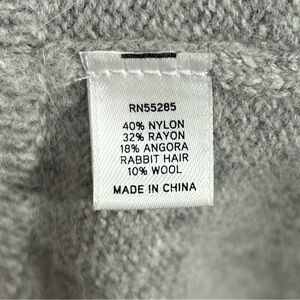 RN55285
40% NYLON
32% RAYON
18% ANGORA
RABBIT HAIR
10% WOOL
MADE IN CHINA